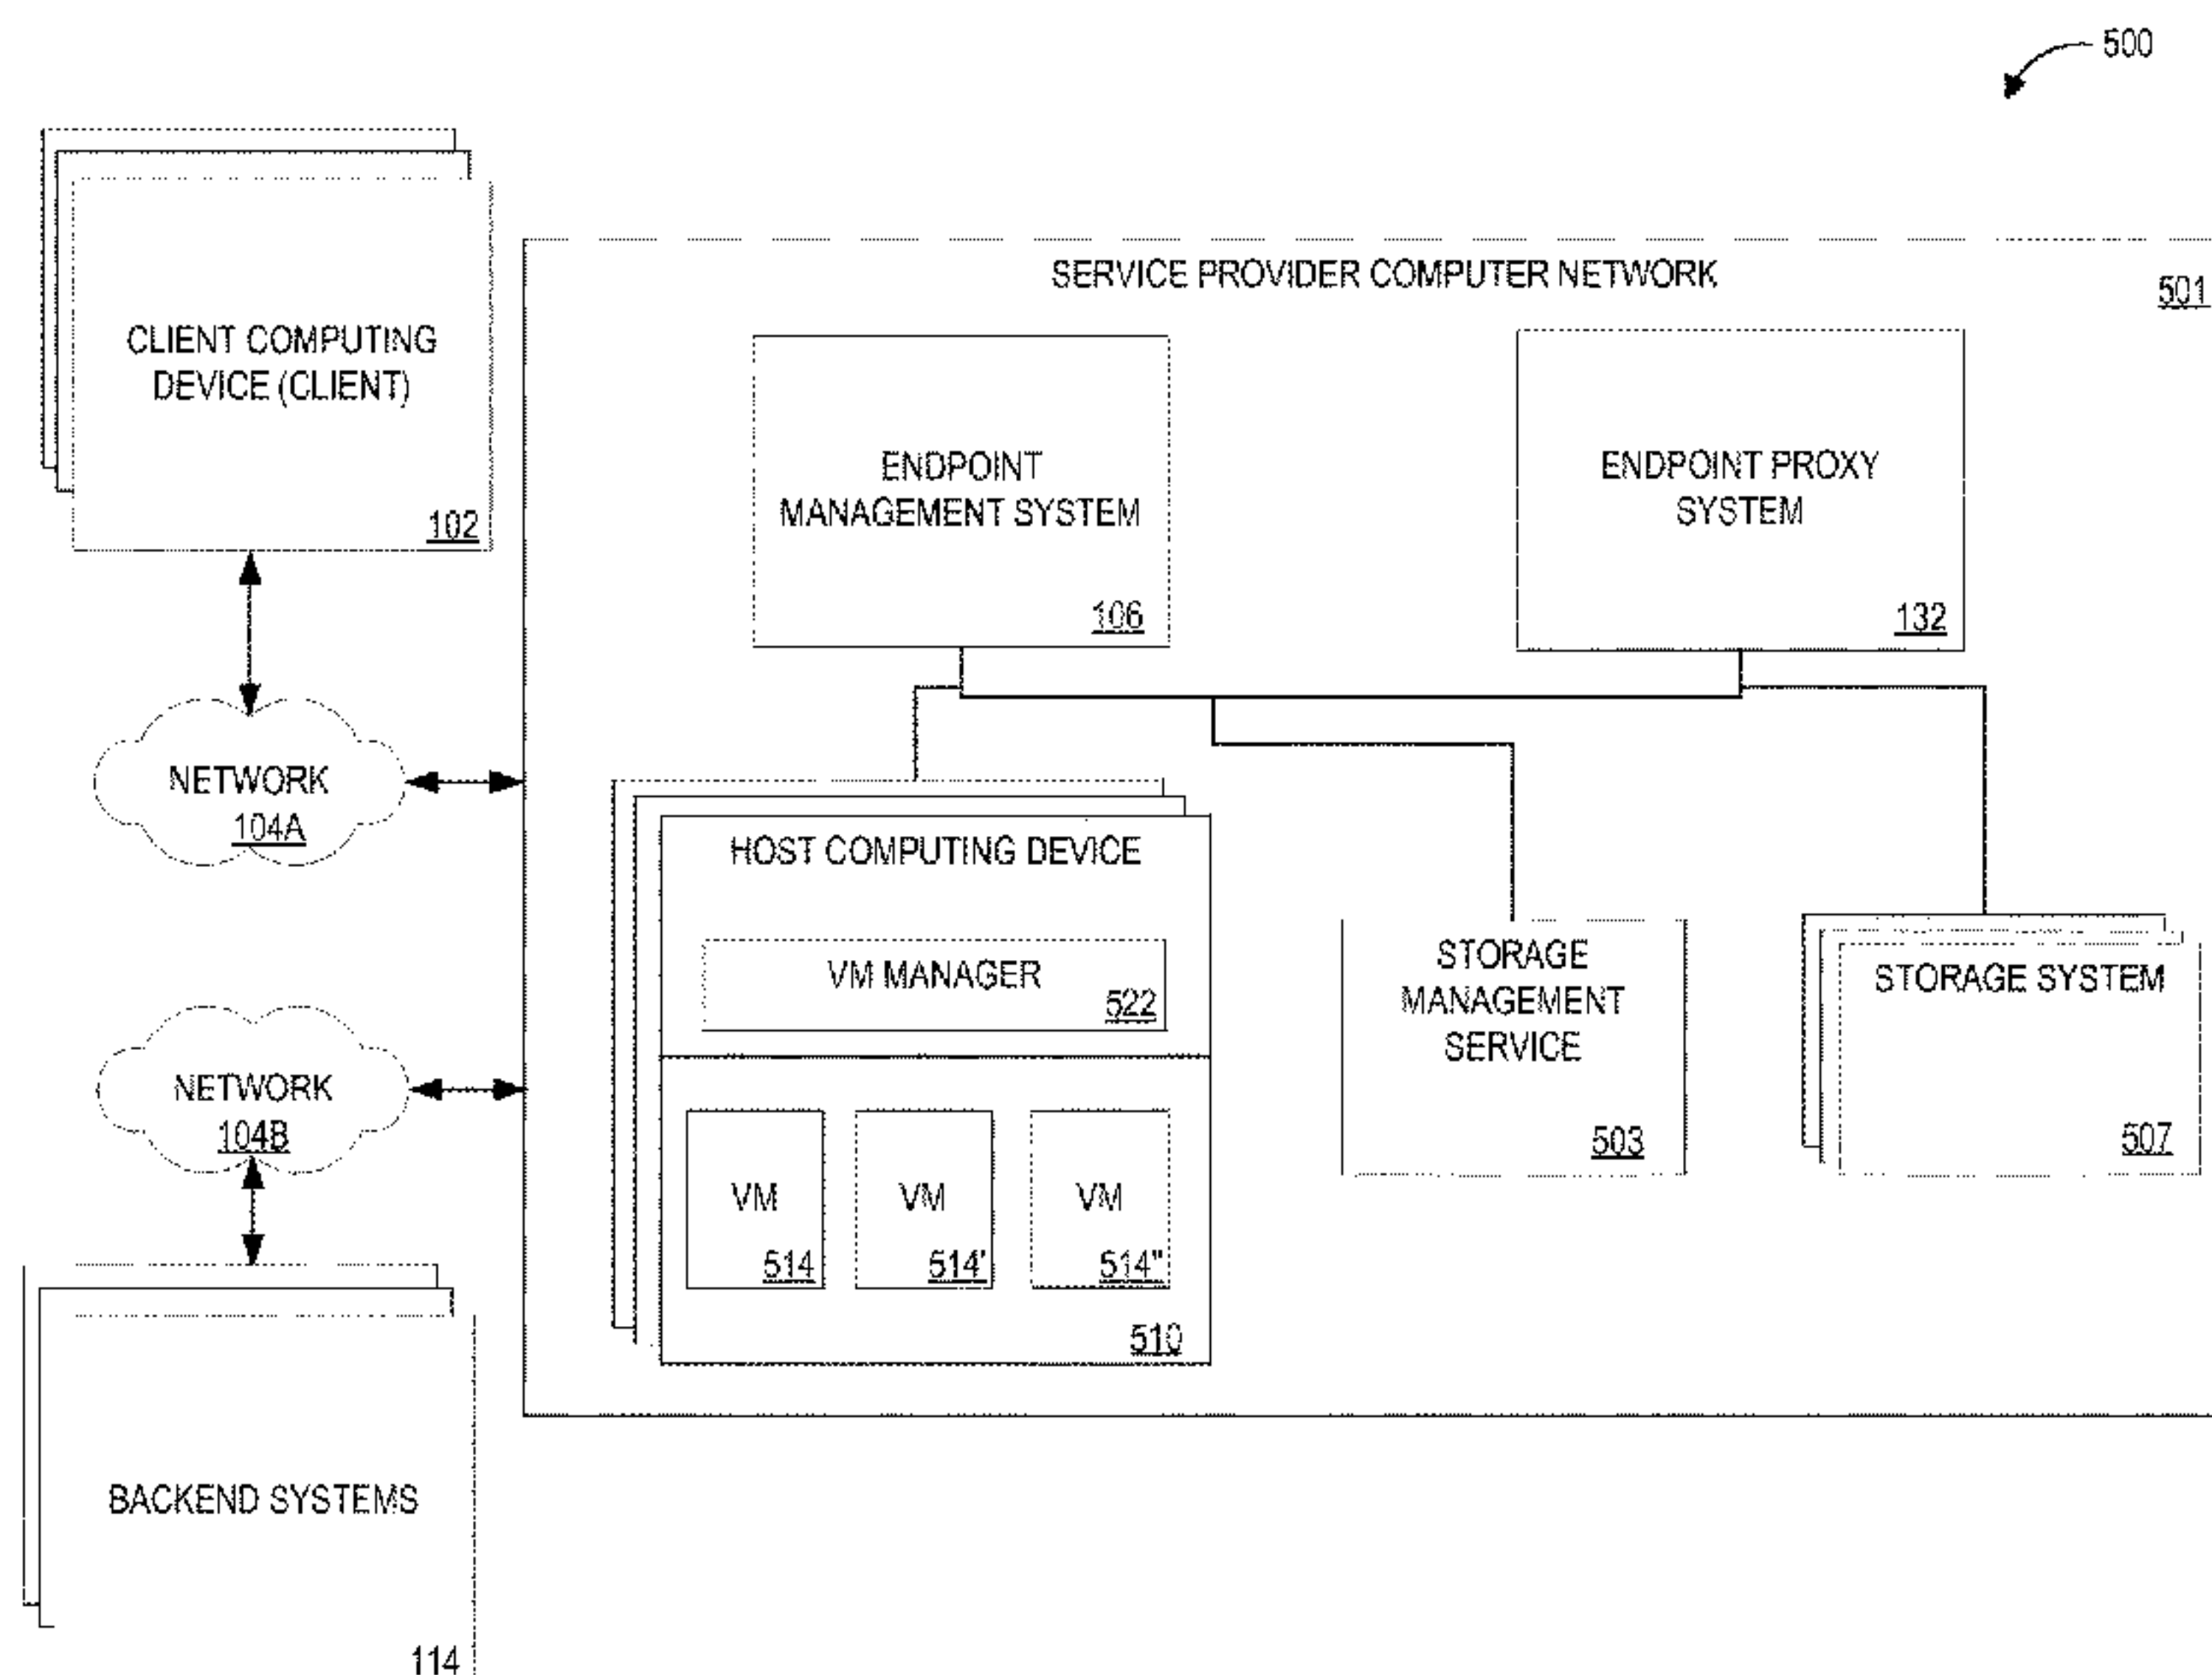 500
CLIENT COMPUTING
DEVICE (CLIENT)
102
SERVICE PROVIDER COMPUTER NETWORK
501
ENDPOINT
MANAGEMENT SYSTEM
106
ENDPOINT PROXY
SYSTEM
132
NETWORK
104A
HOST COMPUTING DEVICE
VM MANAGER
522
STORAGE
MANAGEMENT
SERVICE
503
STORAGE SYSTEM
507
NETWORK
104B
VM
514
VM
514'
VM
514"
510
BACKEND SYSTEMS
114